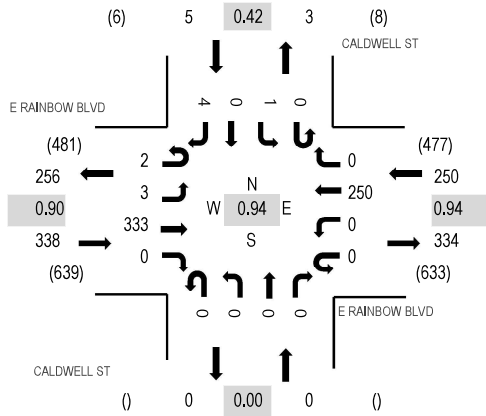 (6) 5 0.42 3 (8)
CALDWELL ST
E RAINBOW BLVD
4 0 1 0
(481) (477)
256 2 0 250
3 N 250
0.90 W 0.94 E 0.94
333 0
338 S 334
0 0
(639) (633)
0 0 0 0
E RAINBOW BLVD
CALDWELL ST
() 0 0.00 0 ()